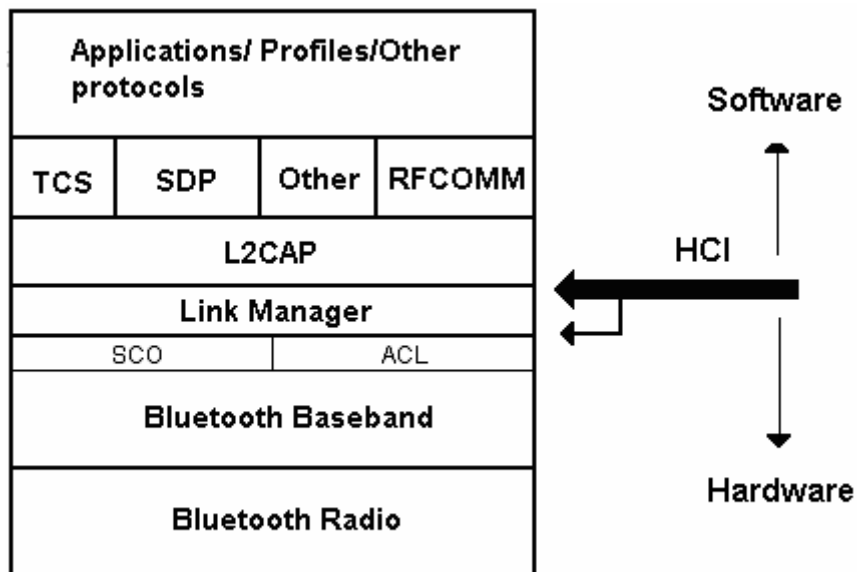 Applications/ Profiles/Other
protocols
Software
TCS SDP Other RFCOMM
L2CAP
HCI
Link Manager
SCO ACL
Bluetooth Baseband
Hardware
Bluetooth Radio